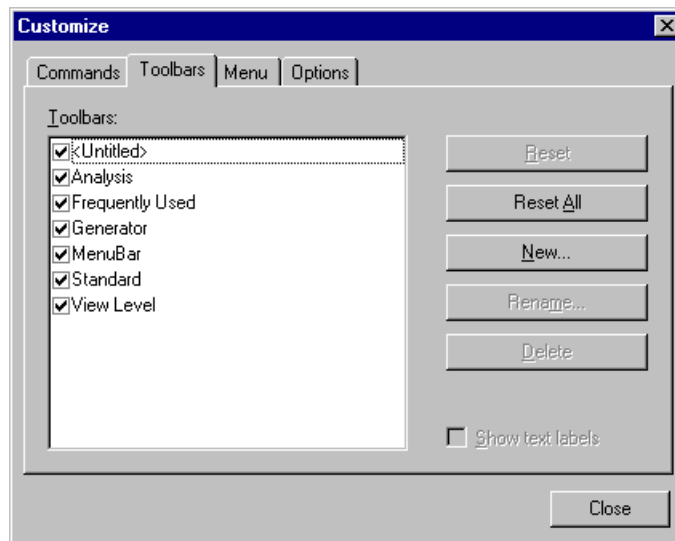 Customize
Commands
Toolbars
Menu
Options
Toolbars:
<Untitled>
Analysis
Frequently Used
Generator
MenuBar
Standard
View Level
Reset
Reset All
New...
Rename...
Delete
Show text labels
Close